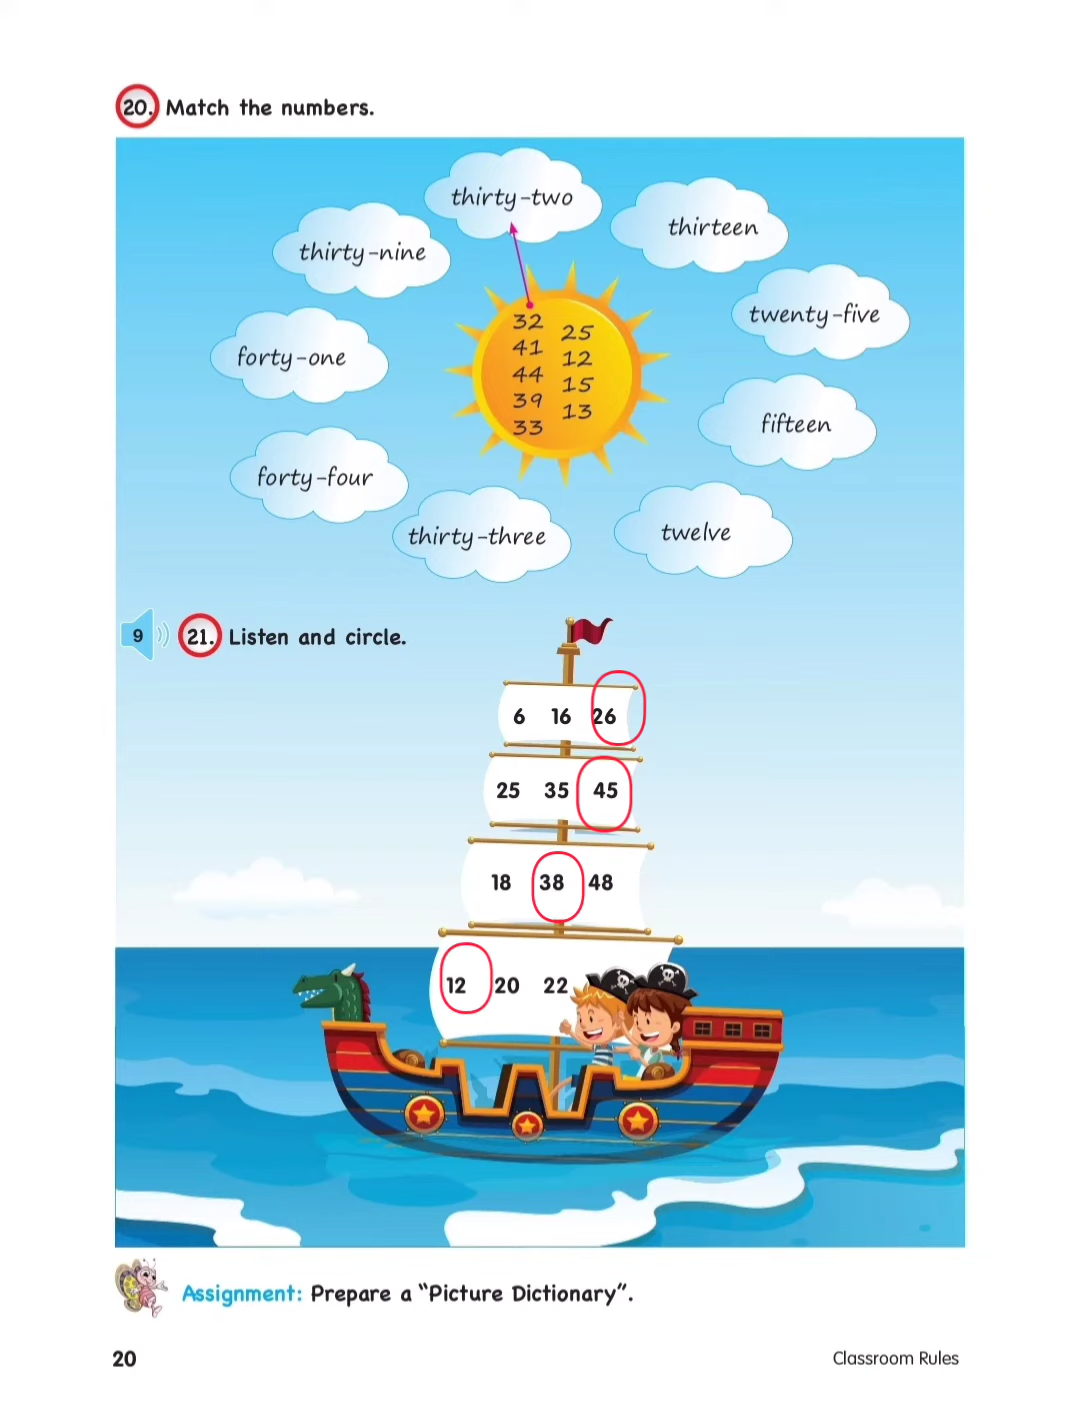 20. Match the numbers.
thirty-two
thirteen
thirty-nine
twenty-five
forty-one
fifteen
forty-four
thirty-three
twelve
32
41
44
39
33
25
12
15
13
9 21. Listen and circle.
6 16 26
25 35 45
18 38 48
12 20 22
Assignment: Prepare a “Picture Dictionary”.
20 Classroom Rules